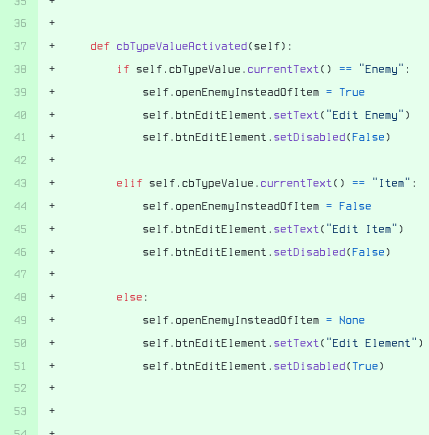 35 +
36 +
37 + def cbTypeValueActivated(self):
38 + if self.cbTypeValue.currentText() == "Enemy":
39 + self.openEnemyInsteadOfItem = True
40 + self.btnEditElement.setText("Edit Enemy")
41 + self.btnEditElement.setDisabled(False)
42 +
43 + elif self.cbTypeValue.currentText() == "Item":
44 + self.openEnemyInsteadOfItem = False
45 + self.btnEditElement.setText("Edit Item")
46 + self.btnEditElement.setDisabled(False)
47 +
48 + else:
49 + self.openEnemyInsteadOfItem = None
50 + self.btnEditElement.setText("Edit Element")
51 + self.btnEditElement.setDisabled(True)
52 +
53 +
54 +